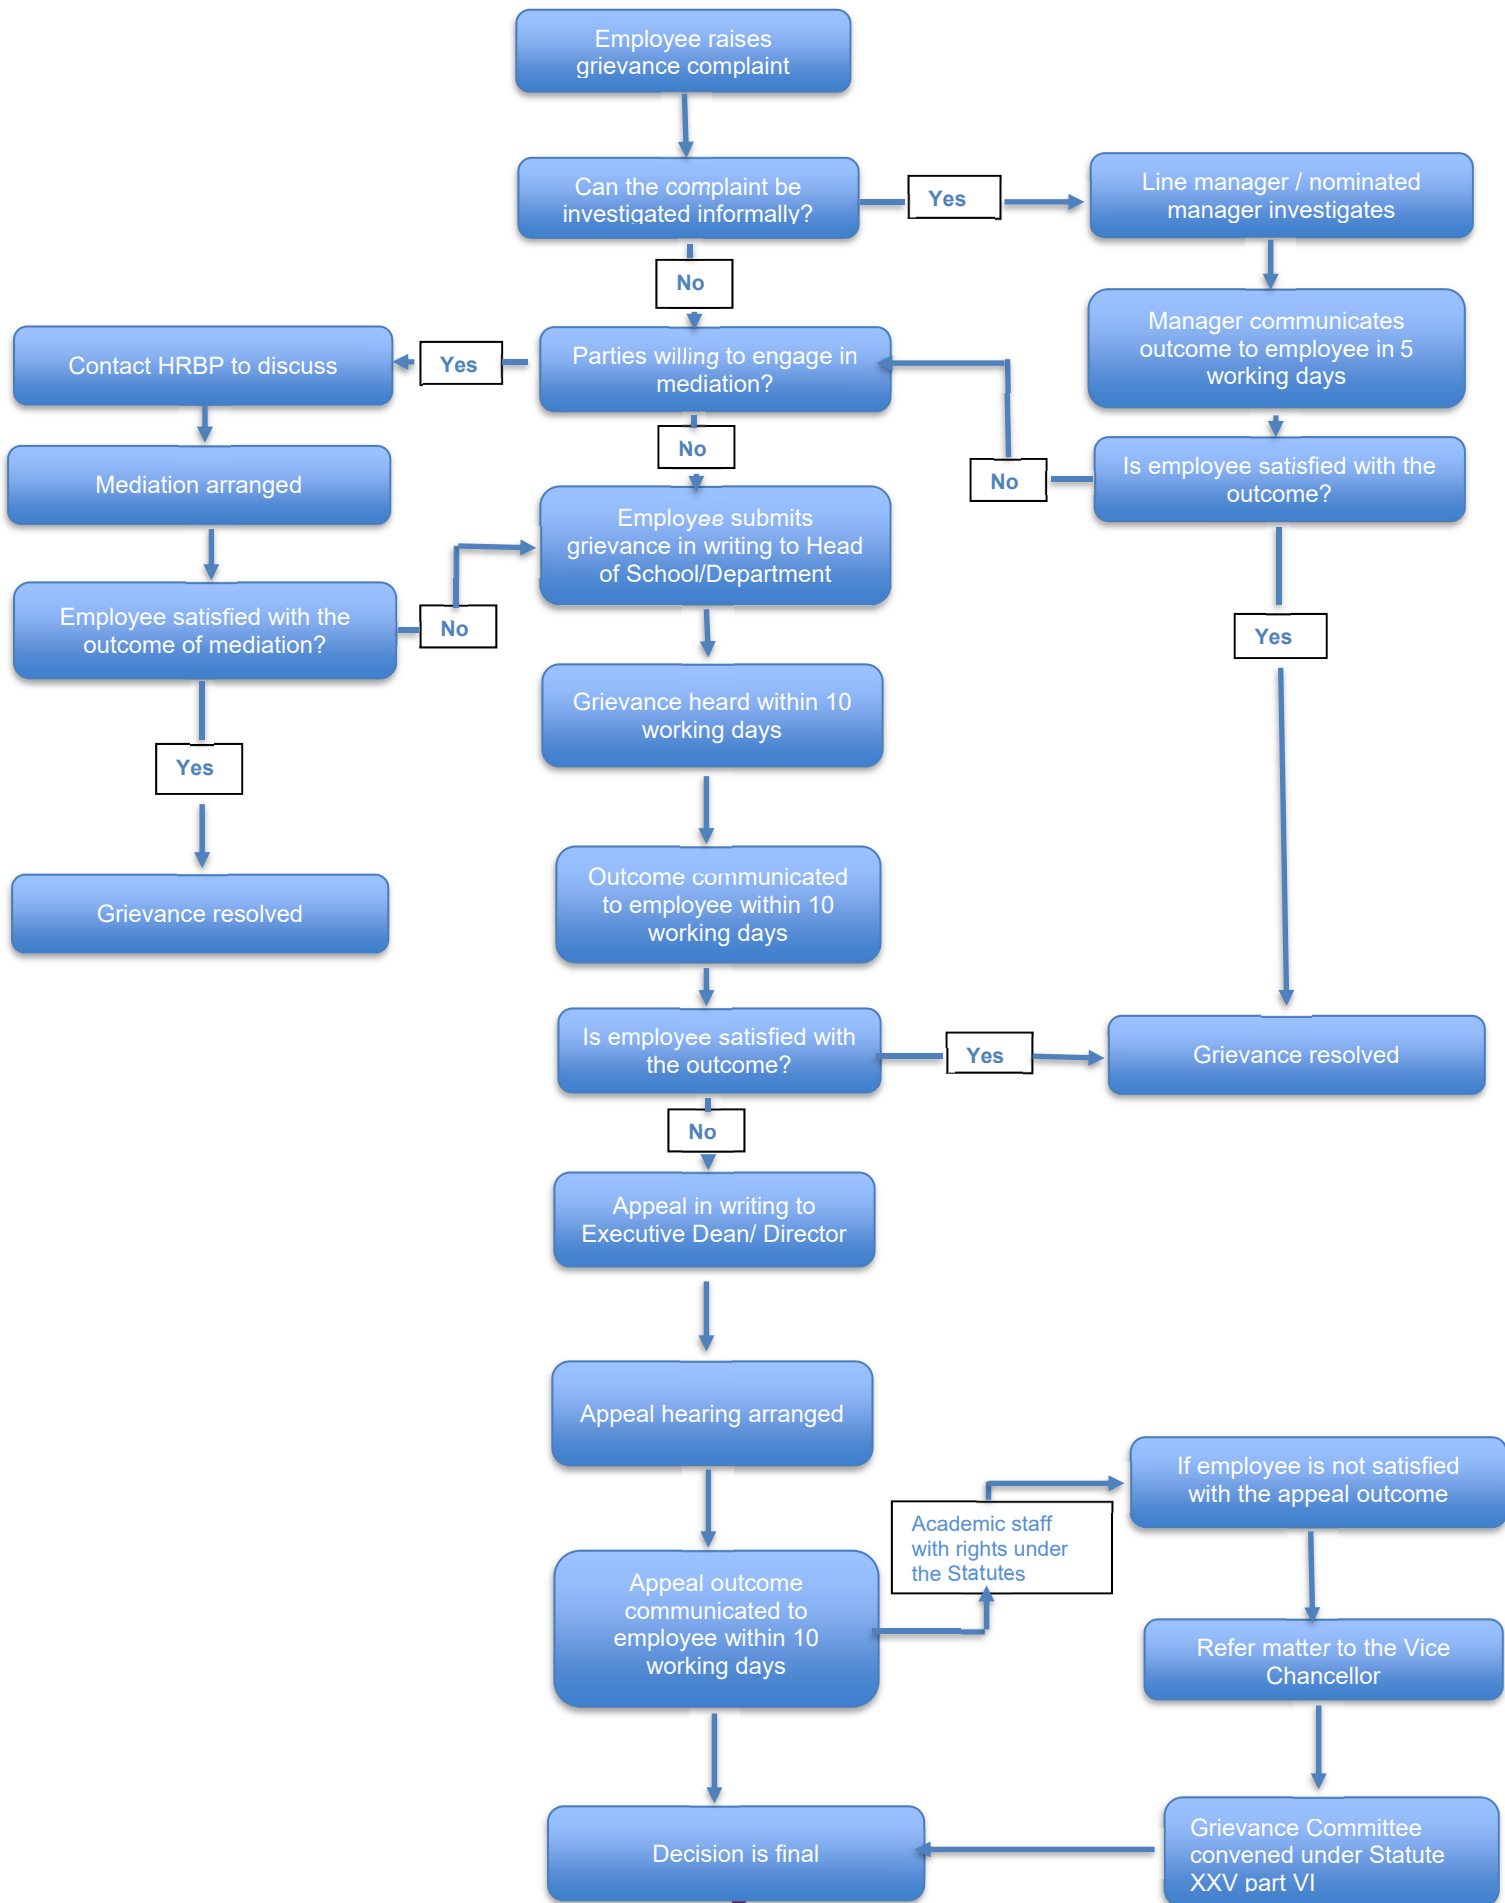 Employee raises
grievance complaint
Can the complaint be
investigated informally?
Yes
Line manager / nominated
manager investigates
No
Manager communicates
outcome to employee in 5
working days
Contact HRBP to discuss
Yes
Parties willing to engage in
mediation?
No
Is employee satisfied with the
outcome?
No
Mediation arranged
Employee submits
grievance in writing to Head
of School/Department
Employee satisfied with the
outcome of mediation?
No
Yes
Grievance heard within 10
working days
Yes
Grievance resolved
Outcome communicated
to employee within 10
working days
Is employee satisfied with
the outcome?
Yes
Grievance resolved
No
Appeal in writing to
Executive Dean/ Director
Appeal hearing arranged
If employee is not satisfied
with the appeal outcome
Academic staff
with rights under
the Statutes
Appeal outcome
communicated to
employee within 10
working days
Refer matter to the Vice
Chancellor
Decision is final
Grievance Committee
convened under Statute
XXV part VI